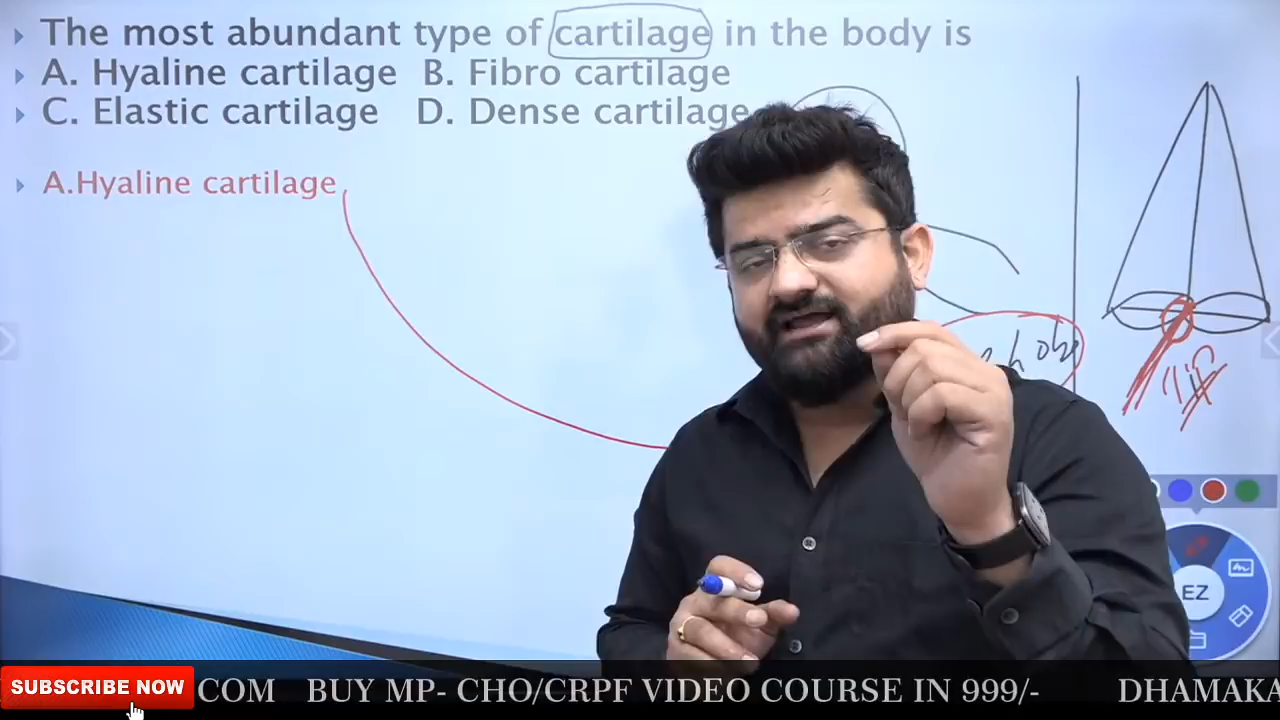 The most abundant type of cartilage in the body is
A. Hyaline cartilage B. Fibro cartilage
C. Elastic cartilage D. Dense cartilage
A.Hyaline cartilage
EZ
SUBSCRIBE NOW COM BUY MP- CHO/CRPF VIDEO COURSE IN 999/- DHAMAKA